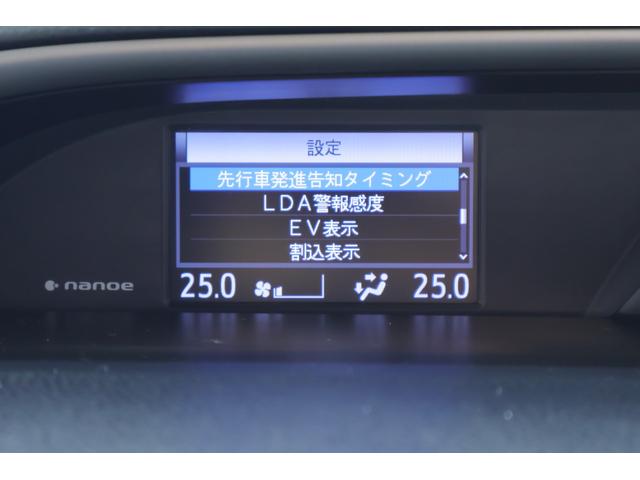 設定
先行車発進告知タイミング
LDA警報感度
EV表示
割込表示
nanoe 25.0 25.0